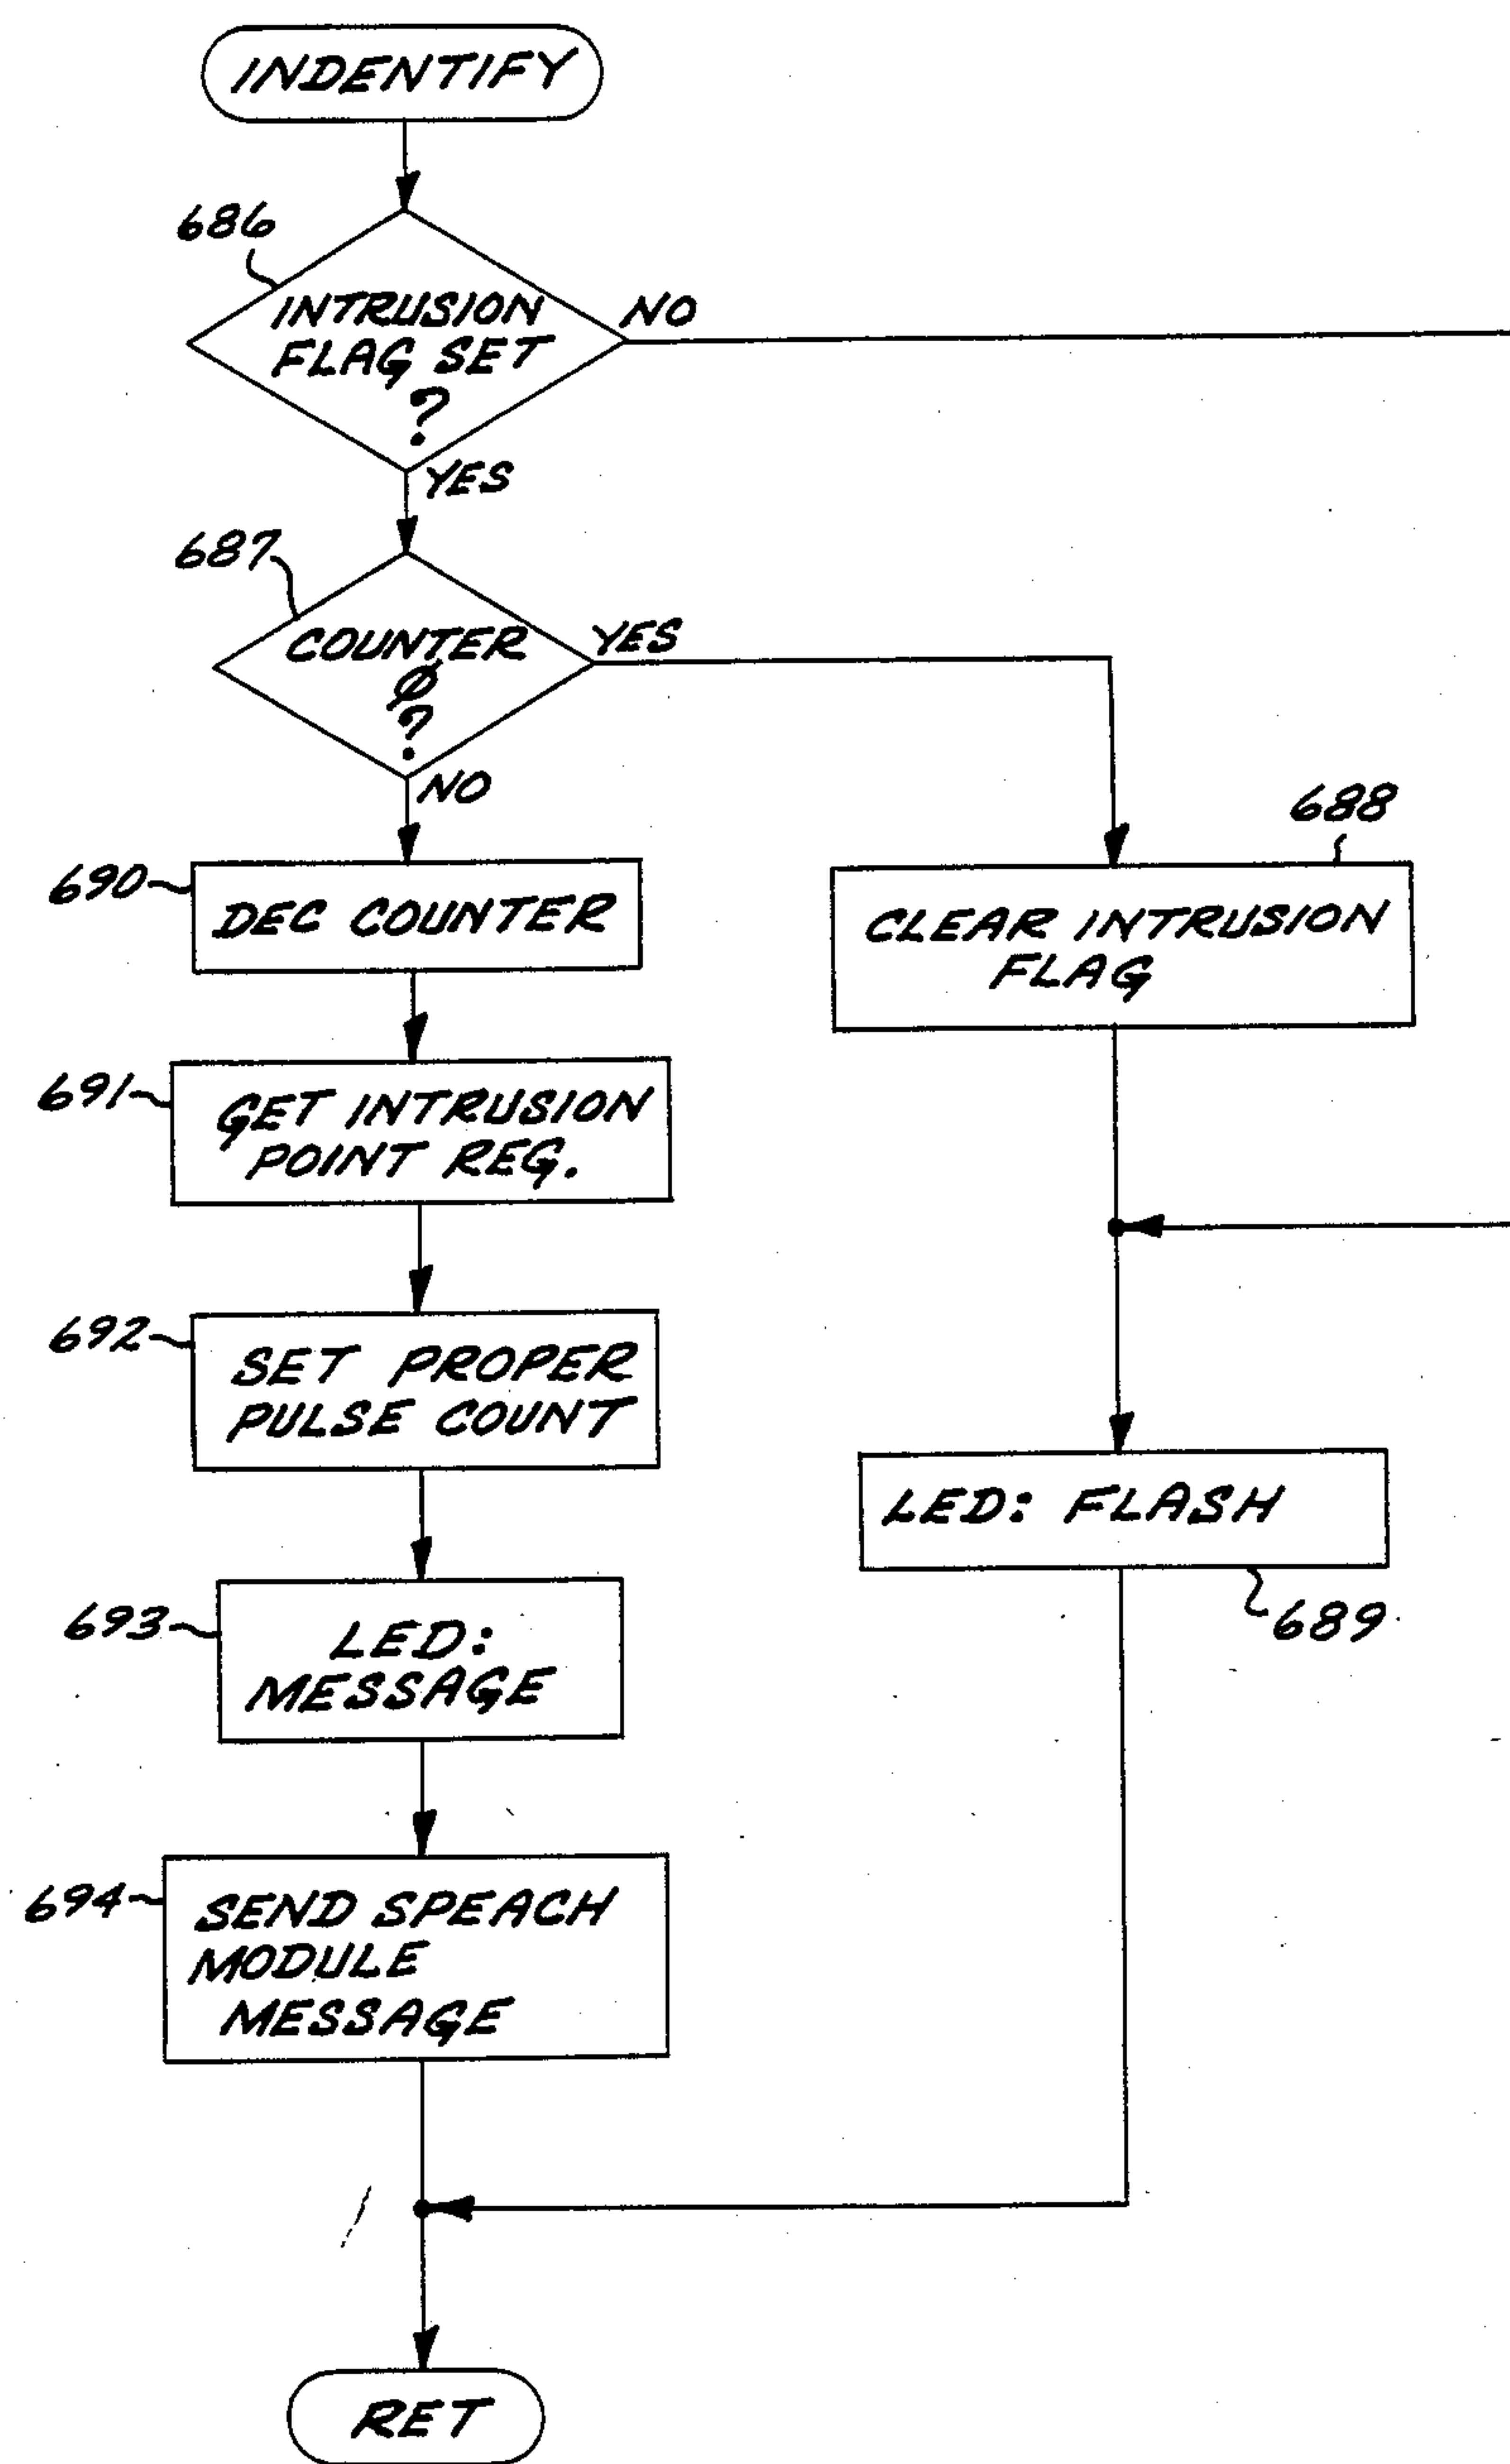 INDENTIFY
686
INTRUSION
FLAG SET
?
NO
YES
687
COUNTER
Ø
?
YES
NO
688
690
DEC COUNTER
CLEAR INTRUSION
FLAG
691
GET INTRUSION
POINT REG.
692
SET PROPER
PULSE COUNT
LED: FLASH
689
693
LED:
MESSAGE
694
SEND SPEACH
MODULE
MESSAGE
RET